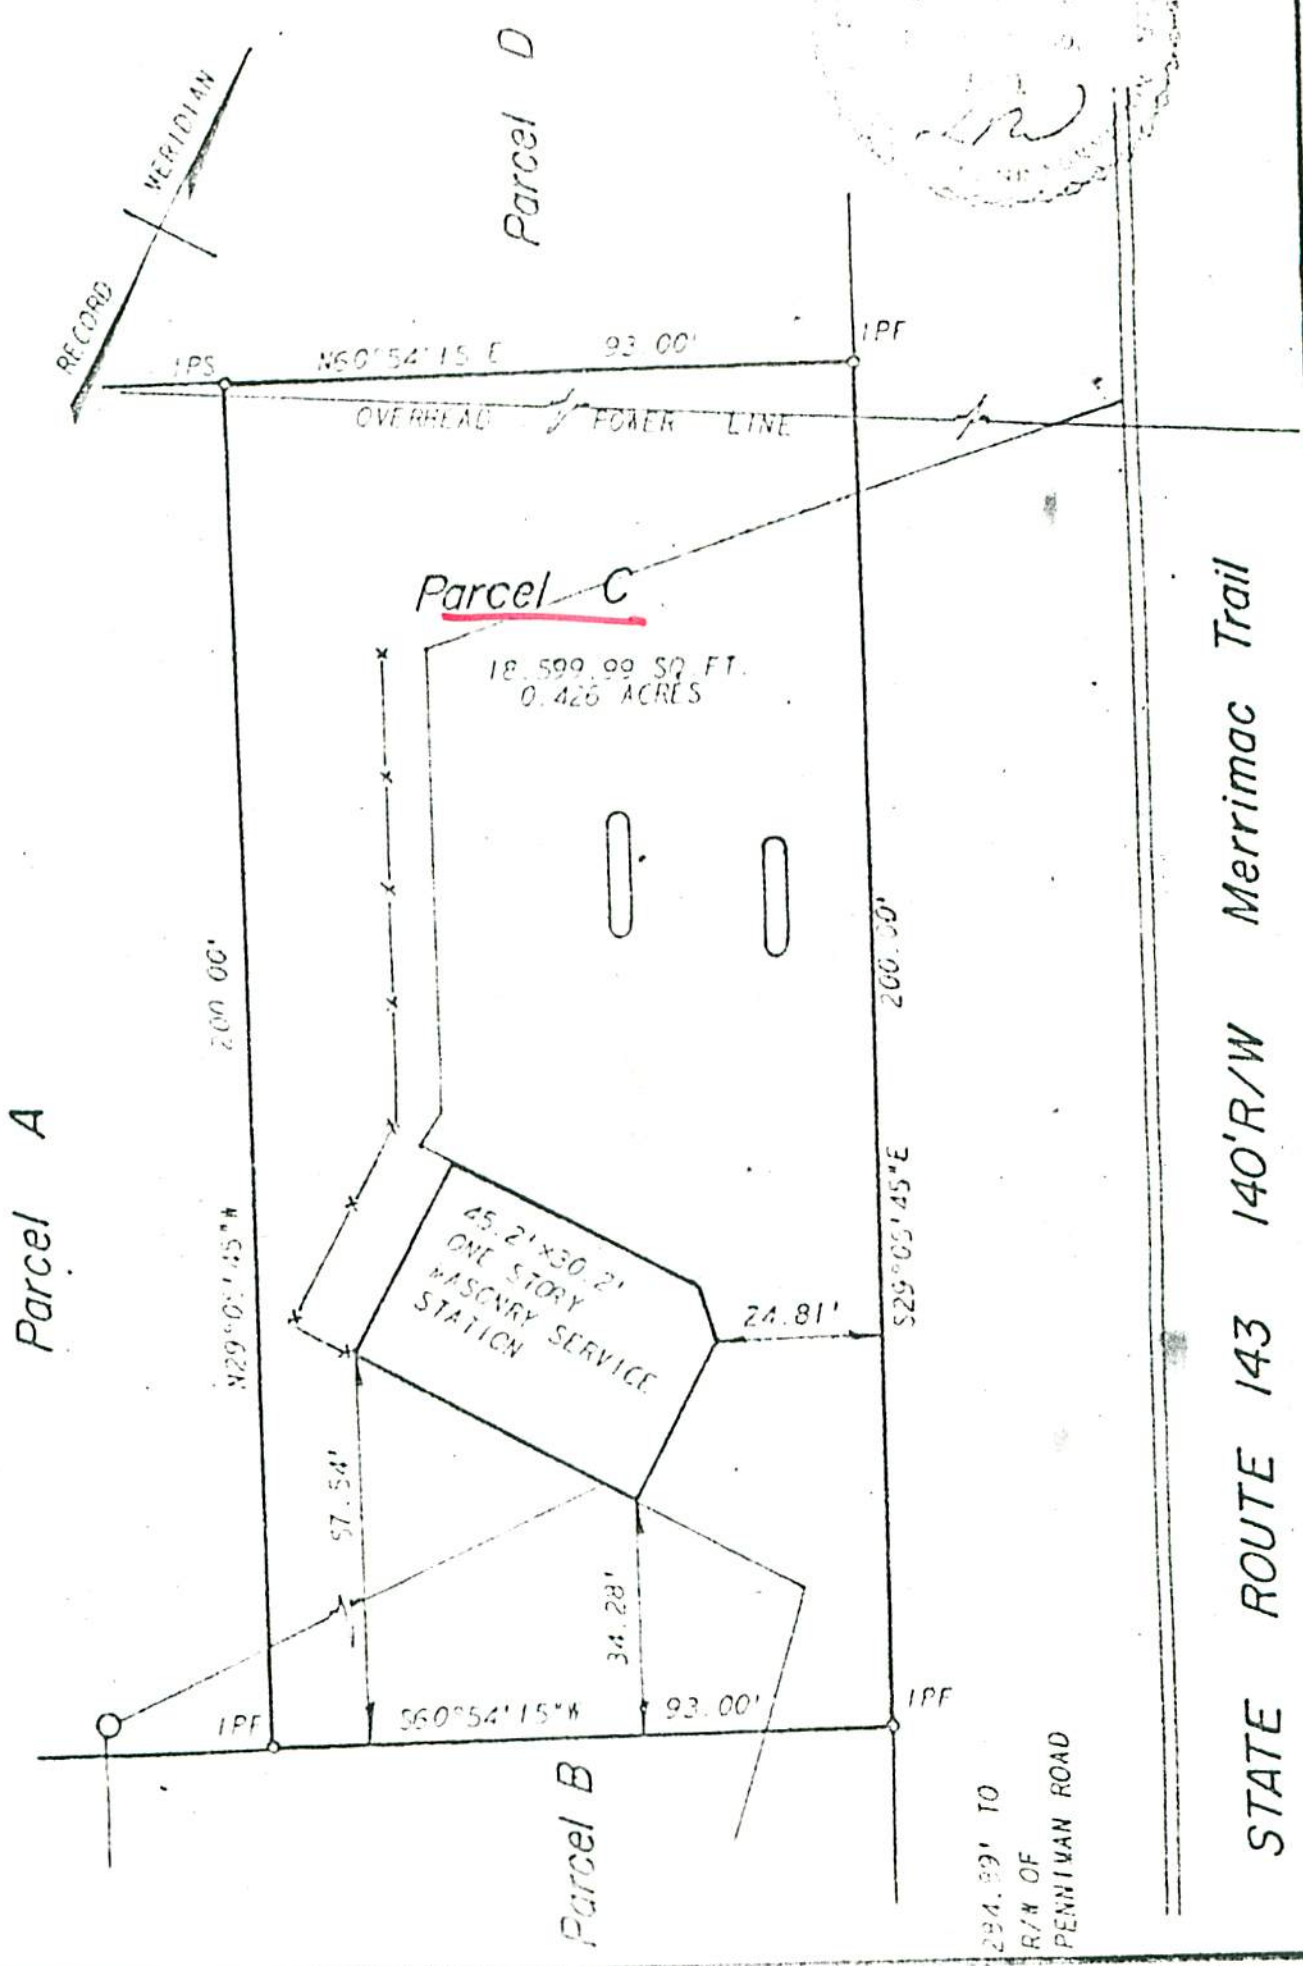 Parcel A
Parcel D
RECORD MERIDIAN
IPS
N60°54'15"E 93.00'
IPF
OVERHEAD POWER LINE
Parcel C
18,599.99 SQ.FT.
0.426 ACRES
N29°05'45"W 200.00'
45.2'x30.2'
ONE STORY
MASONRY SERVICE
STATION
24.81'
S29°05'45"E 200.00'
57.54'
34.28'
IPF
S60°54'15"W 93.00'
IPF
Parcel B
R/W OF
PENNIMAN ROAD
STATE ROUTE 143 140'R/W Merrimac Trail